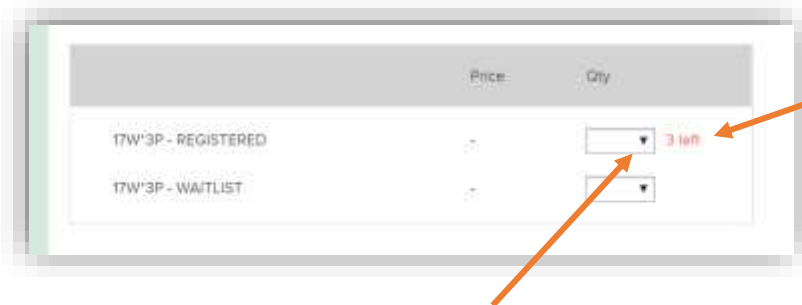 Price Qty
17W*3P - REGISTERED - 3 left
17W*3P - WAITLIST -